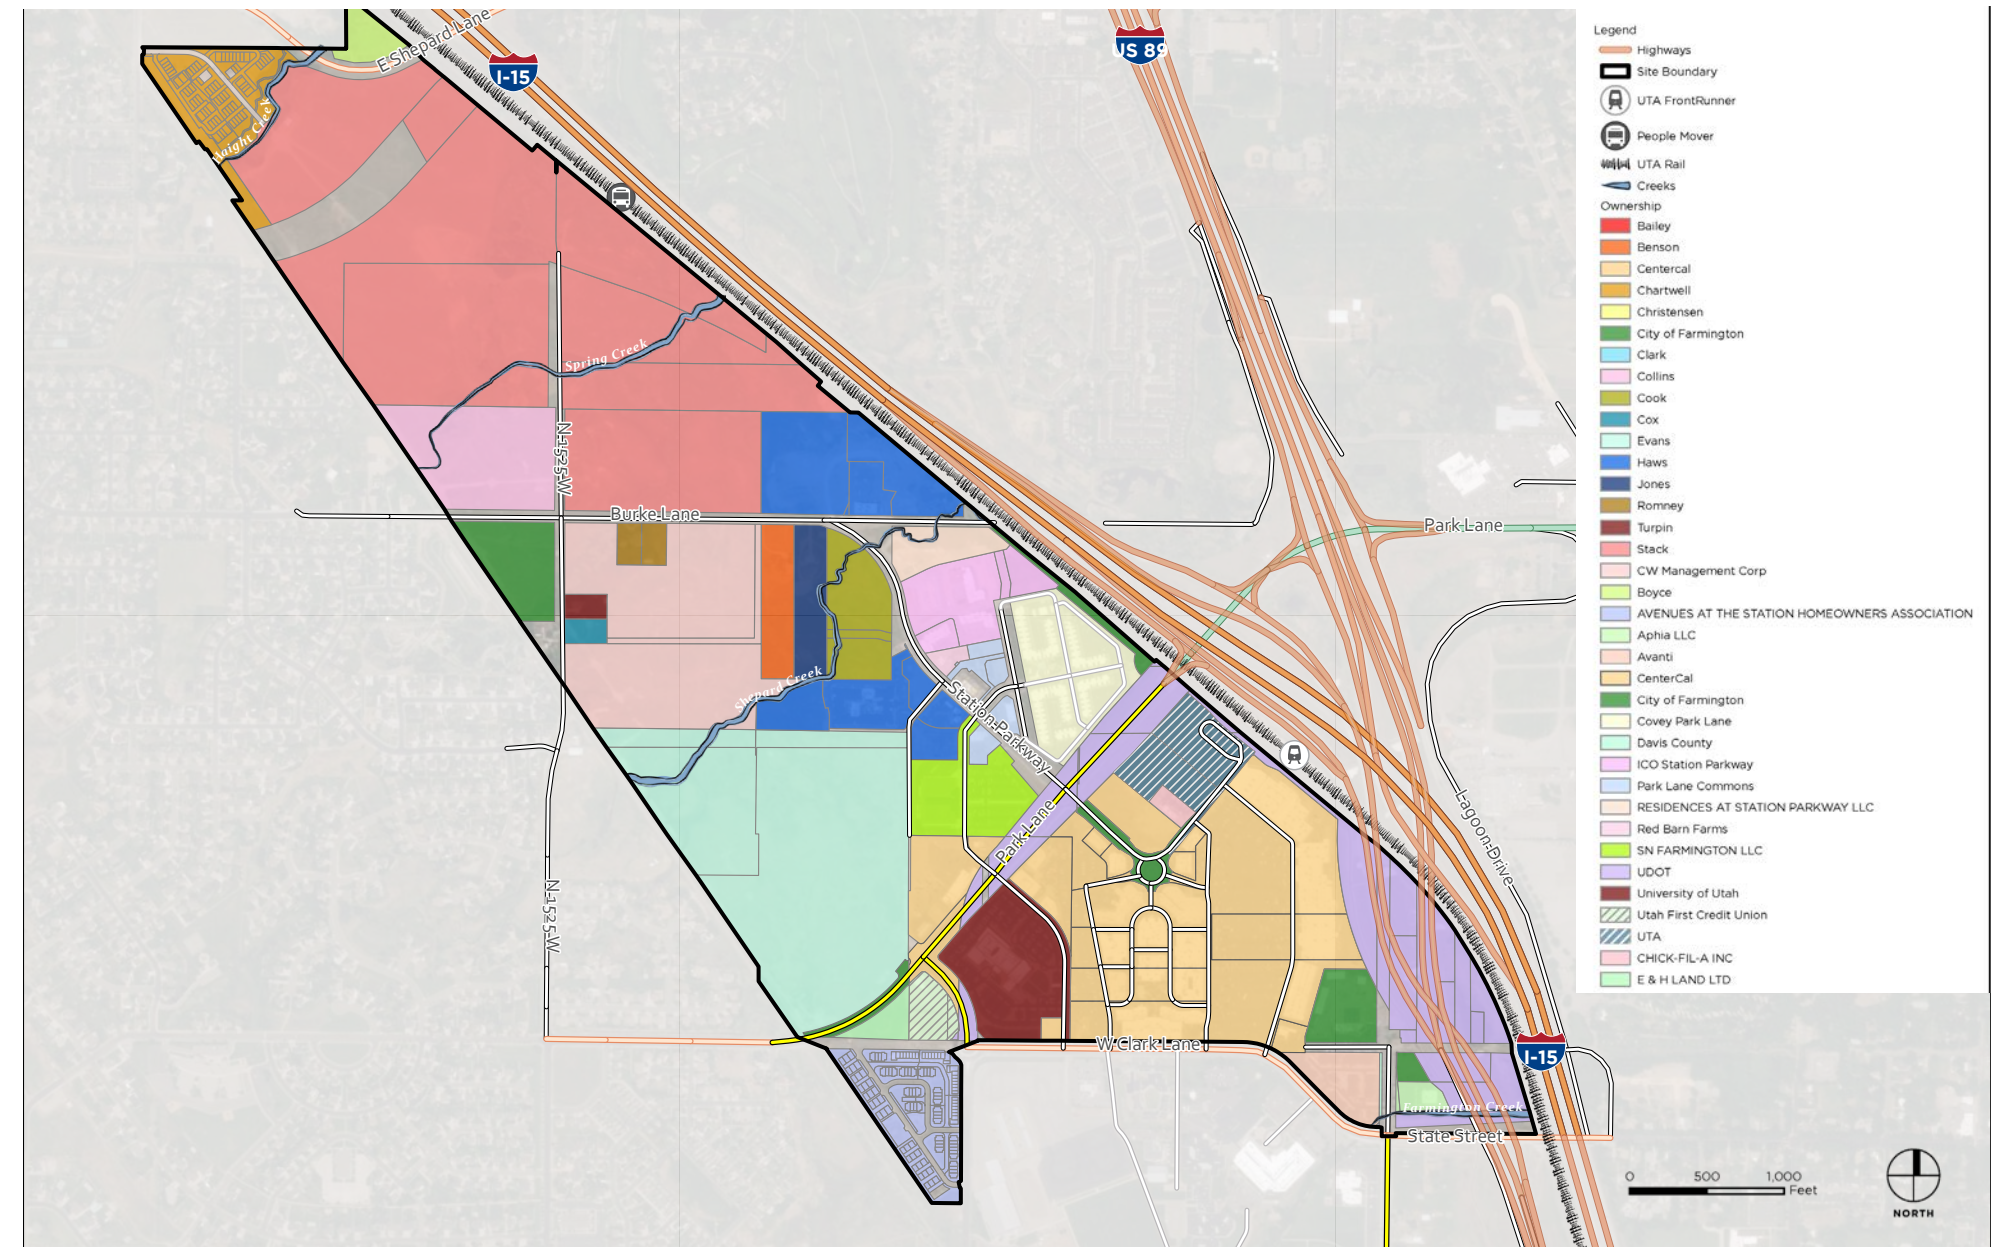 E Shepard Lane
I-15
US 89
Haight Creek
Spring Creek
N 1525 W
Burke Lane
Park Lane
Shepard Creek
Station Parkway
Park Lane
Lagoon Drive
N 1525 W
W Clark Lane
I-15
Farmington Creek
State Street
Legend
Highways
Site Boundary
UTA FrontRunner
People Mover
UTA Rail
Creeks
Ownership
Bailey
Benson
Centercal
Chartwell
Christensen
City of Farmington
Clark
Collins
Cook
Cox
Evans
Haws
Jones
Romney
Turpin
Stack
CW Management Corp
Boyce
AVENUES AT THE STATION HOMEOWNERS ASSOCIATION
Aphia LLC
Avanti
CenterCal
City of Farmington
Covey Park Lane
Davis County
ICO Station Parkway
Park Lane Commons
RESIDENCES AT STATION PARKWAY LLC
Red Barn Farms
SN FARMINGTON LLC
UDOT
University of Utah
Utah First Credit Union
UTA
CHICK-FIL-A INC
E & H LAND LTD
0 500 1,000
Feet
NORTH